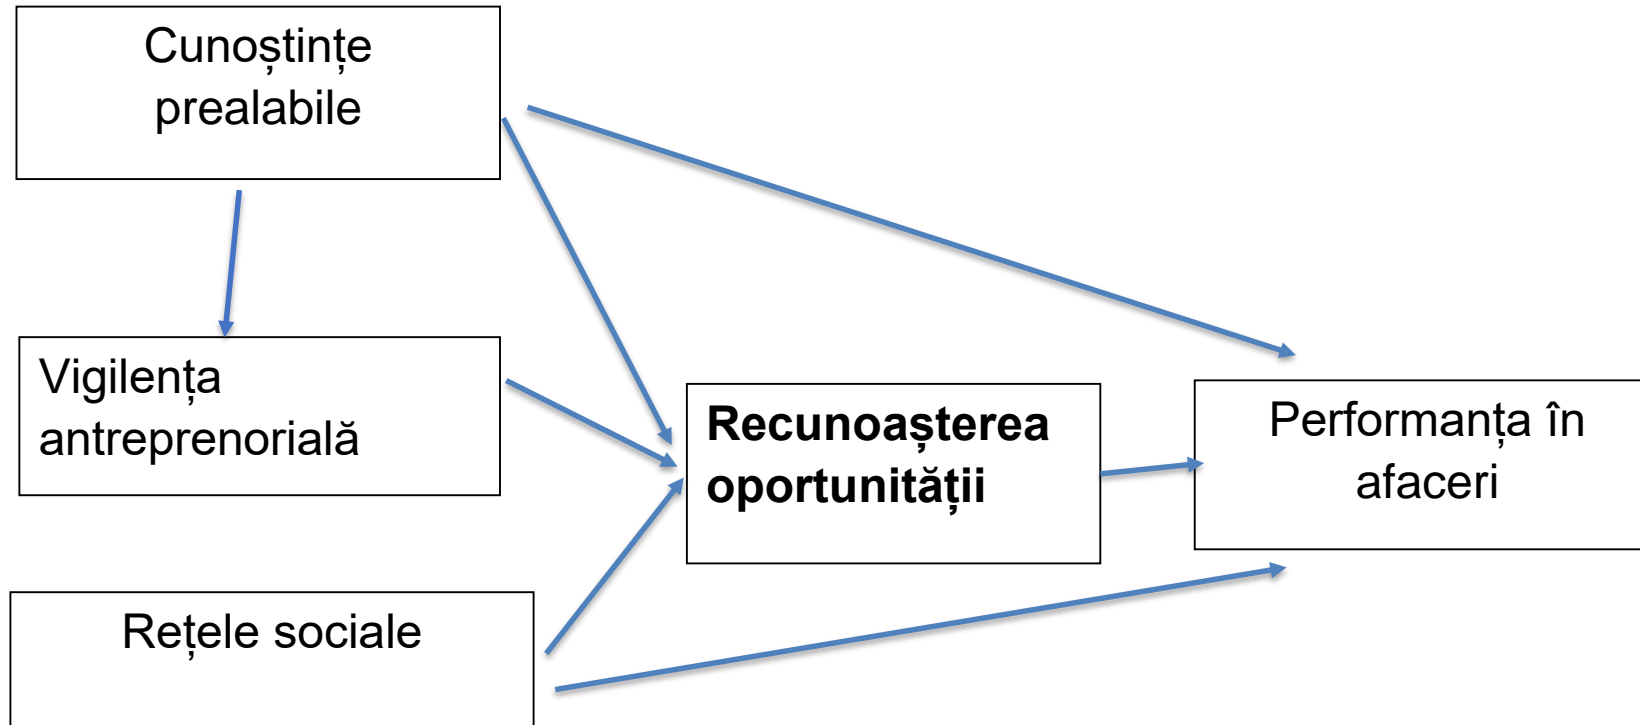 Cunoștințe
prealabile
Vigilența
antreprenorială
Recunoașterea
oportunității
Performanța în
afaceri
Rețele sociale